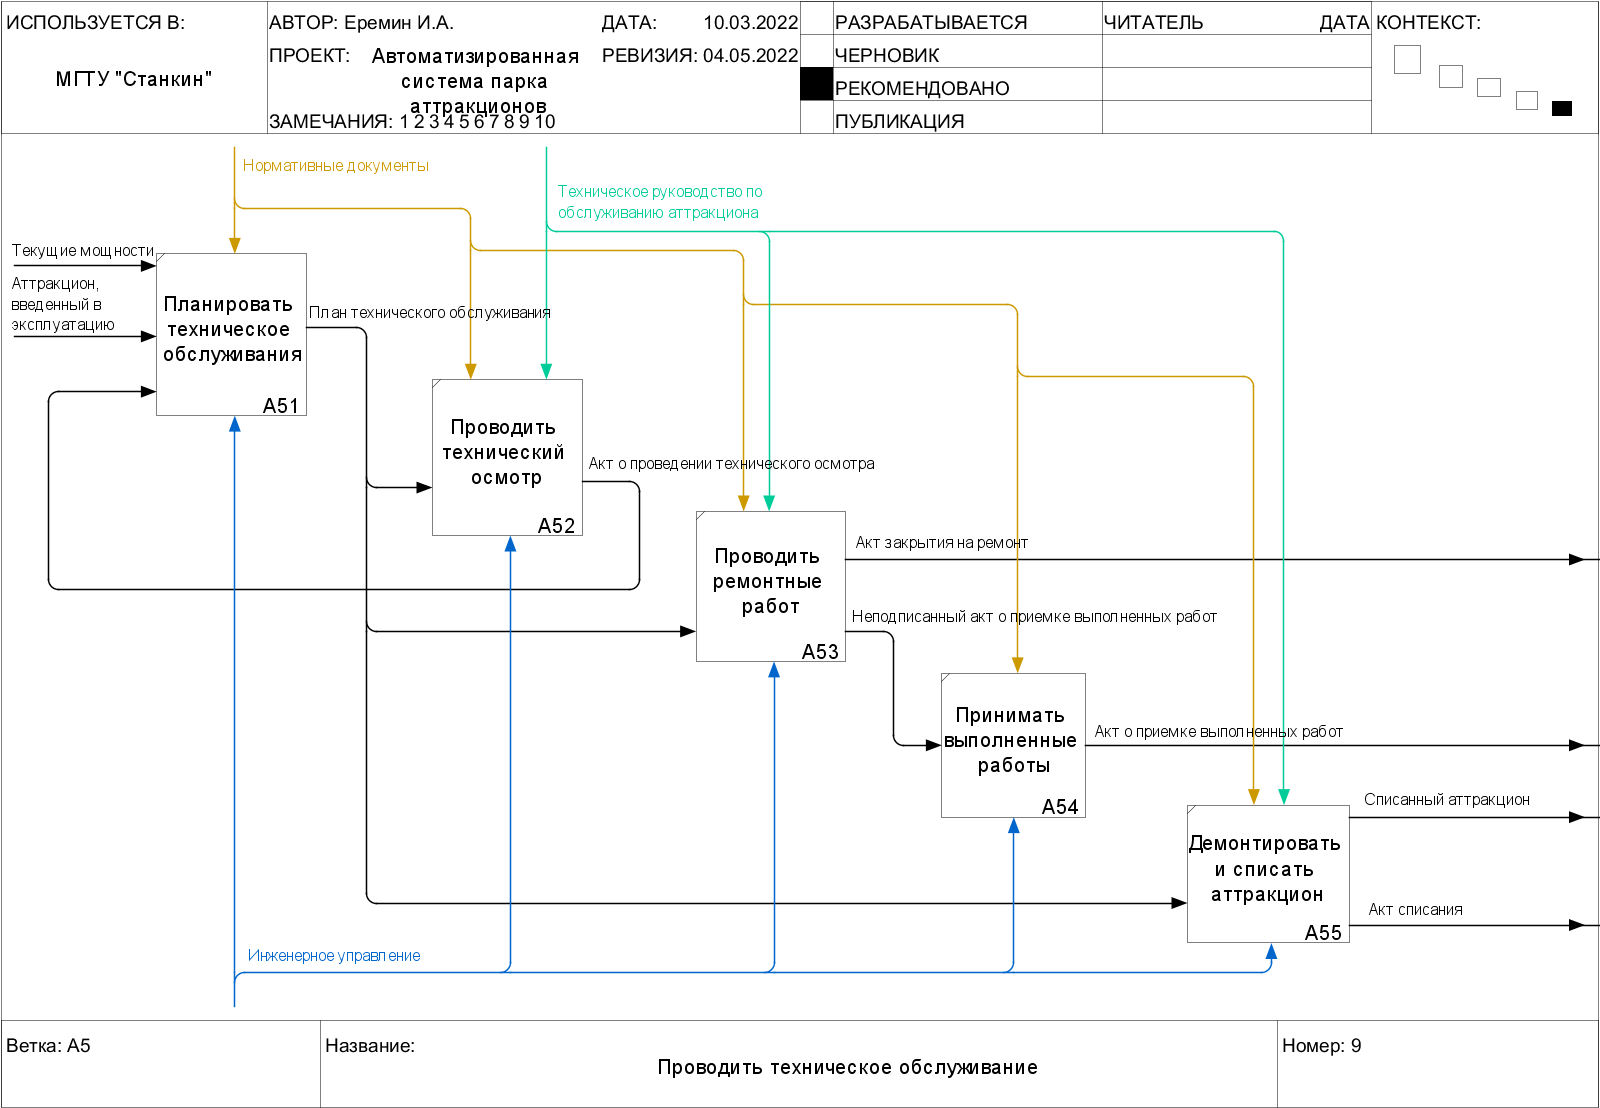 ИСПОЛЬЗУЕТСЯ В:
МГТУ "Станкин"
АВТОР: Еремин И.А.
ДАТА: 10.03.2022
ПРОЕКТ: Автоматизированная
система парка
аттракционов
РЕВИЗИЯ: 04.05.2022
ЗАМЕЧАНИЯ: 1 2 3 4 5 6 7 8 9 10
РАЗРАБАТЫВАЕТСЯ
ЧЕРНОВИК
РЕКОМЕНДОВАНО
ПУБЛИКАЦИЯ
ЧИТАТЕЛЬ
ДАТА
КОНТЕКСТ:
Нормативные документы
Техническое руководство по
обслуживанию аттракциона
Текущие мощности
Аттракцион,
введенный в
эксплуатацию
Планировать
техническое
обслуживания
A51
План технического обслуживания
Проводить
технический
осмотр
A52
Акт о проведении технического осмотра
Проводить
ремонтные
работ
A53
Акт закрытия на ремонт
Неподписанный акт о приемке выполненных работ
Принимать
выполненные
работы
A54
Акт о приемке выполненных работ
Демонтировать
и списать
аттракцион
A55
Списанный аттракцион
Акт списания
Инженерное управление
Ветка: A5
Название:
Проводить техническое обслуживание
Номер: 9